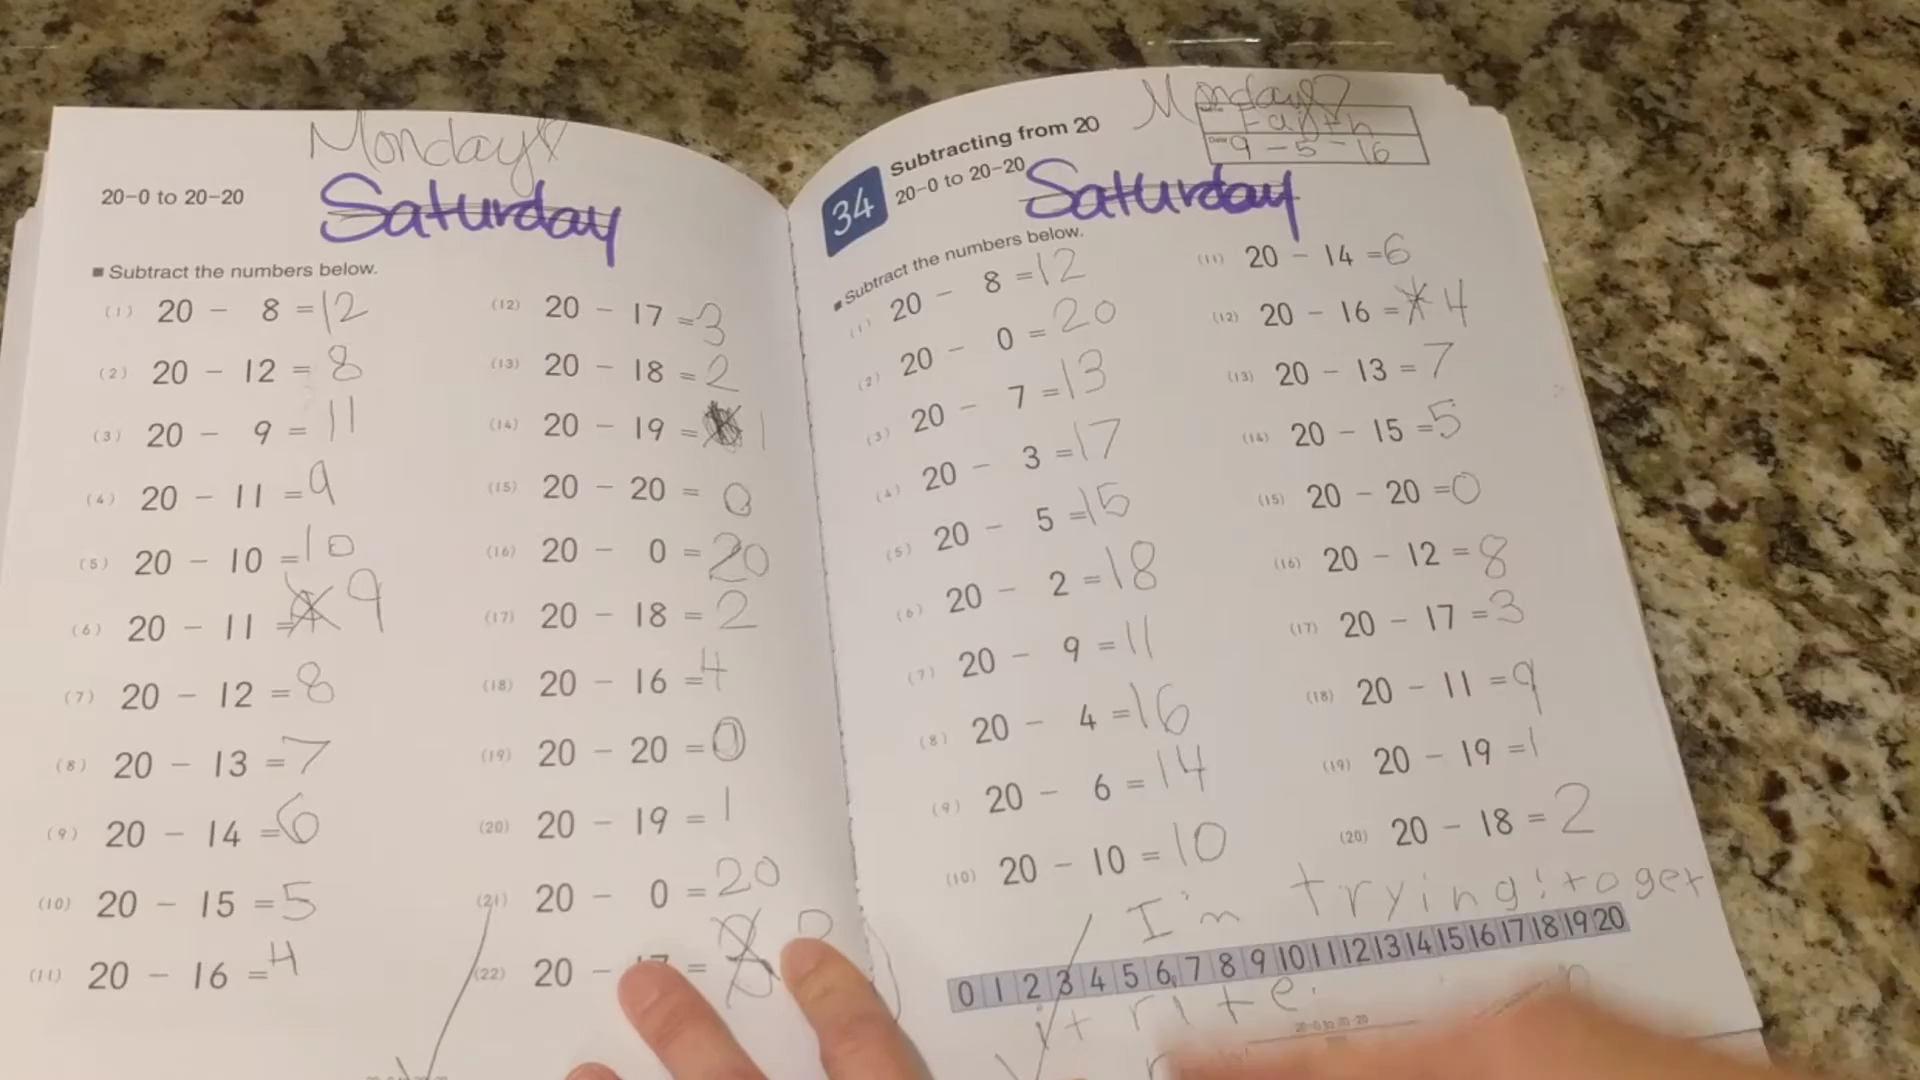 Monday
Saturday
20-0 to 20-20
■ Subtract the numbers below.
(1) 20 - 8 = 12
(2) 20 - 12 = 8
(3) 20 - 9 = 11
(4) 20 - 11 = 9
(5) 20 - 10 = 10
(6) 20 - 11 = 9
(7) 20 - 12 = 8
(8) 20 - 13 = 7
(9) 20 - 14 = 6
(10) 20 - 15 = 5
(11) 20 - 16 = 4
(12) 20 - 17 = 3
(13) 20 - 18 = 2
(14) 20 - 19 = 1
(15) 20 - 20 = 0
(16) 20 - 0 = 20
(17) 20 - 18 = 2
(18) 20 - 16 = 4
(19) 20 - 20 = 0
(20) 20 - 19 = 1
(21) 20 - 0 = 20
(22) 20 - =
34
Subtracting from 20
20-0 to 20-20
Monday
Name Faith
Date 9-5-16
Saturday
■ Subtract the numbers below.
(1) 20 - 8 = 12
(2) 20 - 0 = 20
(3) 20 - 7 = 13
(4) 20 - 3 = 17
(5) 20 - 5 = 15
(6) 20 - 2 = 18
(7) 20 - 9 = 11
(8) 20 - 4 = 16
(9) 20 - 6 = 14
(10) 20 - 10 = 10
(11) 20 - 14 = 6
(12) 20 - 16 = 4
(13) 20 - 13 = 7
(14) 20 - 15 = 5
(15) 20 - 20 = 0
(16) 20 - 12 = 8
(17) 20 - 17 = 3
(18) 20 - 11 = 9
(19) 20 - 19 = 1
(20) 20 - 18 = 2
I'm trying! to get
0 1 2 3 4 5 6 7 8 9 10 11 12 13 14 15 16 17 18 19 20
it rite.
20-0 to 20-20